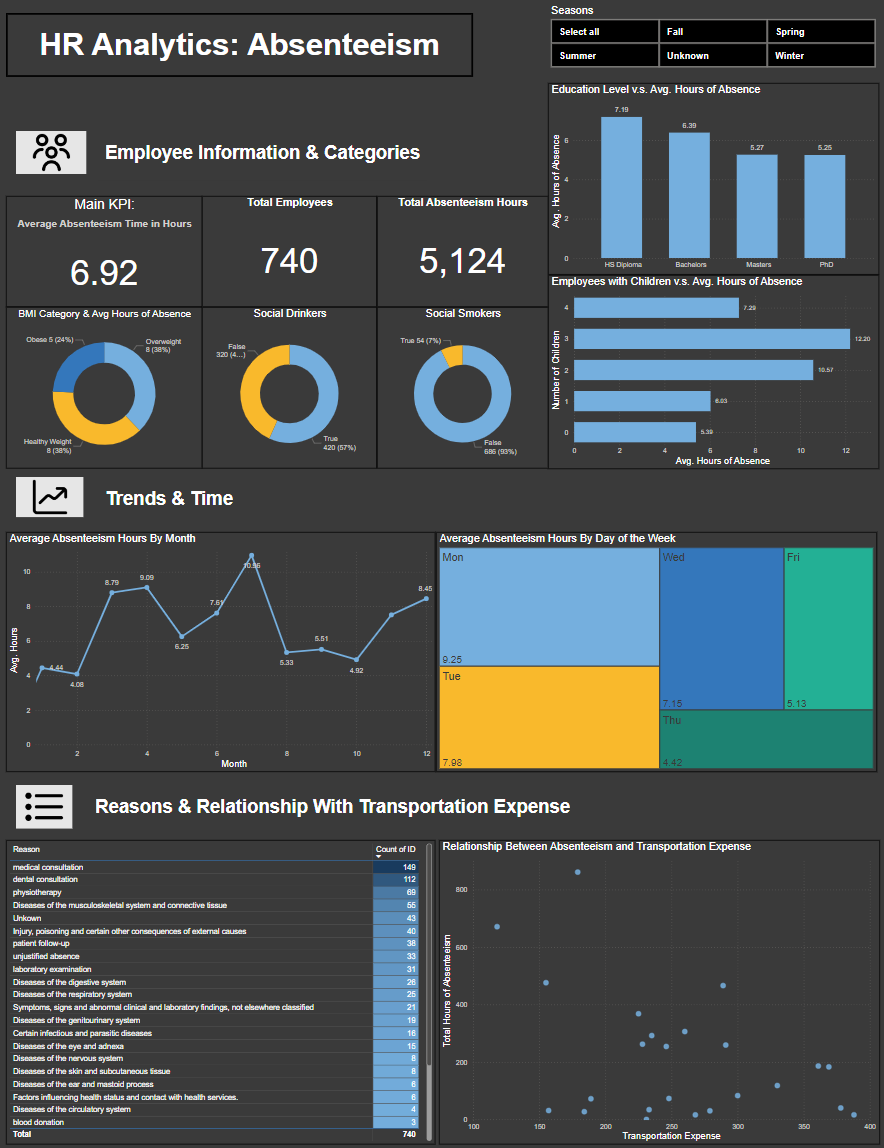 HR Analytics: Absenteeism
Seasons
Select all Fall Spring
Summer Unknown Winter
Employee Information & Categories
Main KPI:
Average Absenteeism Time in Hours
6.92
Total Employees
740
Total Absenteeism Hours
5,124
BMI Category & Avg Hours of Absence
Obese 5 (24%)
Overweight
8 (38%)
Healthy Weight
8 (38%)
Social Drinkers
False
320 (4...)
True
420 (57%)
Social Smokers
True 54 (7%)
False
686 (93%)
Education Level v.s. Avg. Hours of Absence
Avg. Hours of Absence
6
4
2
0
7.19
6.39
5.27
5.25
HS Diploma Bachelors Masters PhD
Employees with Children v.s. Avg. Hours of Absence
Number of Children
4 7.29
3 12.20
2 10.57
1 6.03
0 5.39
0 2 4 6 8 10 12
Avg. Hours of Absence
Trends & Time
Average Absenteeism Hours By Month
Avg. Hours
10
8
6
4
2
0
4.44
4.08
8.79
9.09
6.25
7.61
10.96
5.33
5.51
4.92
8.45
2 4 6 8 10 12
Month
Average Absenteeism Hours By Day of the Week
Mon
9.25
Tue
7.98
Wed
7.15
Fri
5.13
Thu
4.42
Reasons & Relationship With Transportation Expense
Reason Count of ID
medical consultation 149
dental consultation 112
physiotherapy 69
Diseases of the musculoskeletal system and connective tissue 55
Unkown 43
Injury, poisoning and certain other consequences of external causes 40
patient follow-up 38
unjustified absence 33
laboratory examination 31
Diseases of the digestive system 26
Diseases of the respiratory system 25
Symptoms, signs and abnormal clinical and laboratory findings, not elsewhere classified 21
Diseases of the genitourinary system 19
Certain infectious and parasitic diseases 16
Diseases of the eye and adnexa 15
Diseases of the nervous system 8
Diseases of the skin and subcutaneous tissue 8
Diseases of the ear and mastoid process 6
Factors influencing health status and contact with health services. 6
Diseases of the circulatory system 4
blood donation 3
Total 740
Relationship Between Absenteeism and Transportation Expense
Total Hours of Absenteeism
800
600
400
200
0
100 150 200 250 300 350 400
Transportation Expense